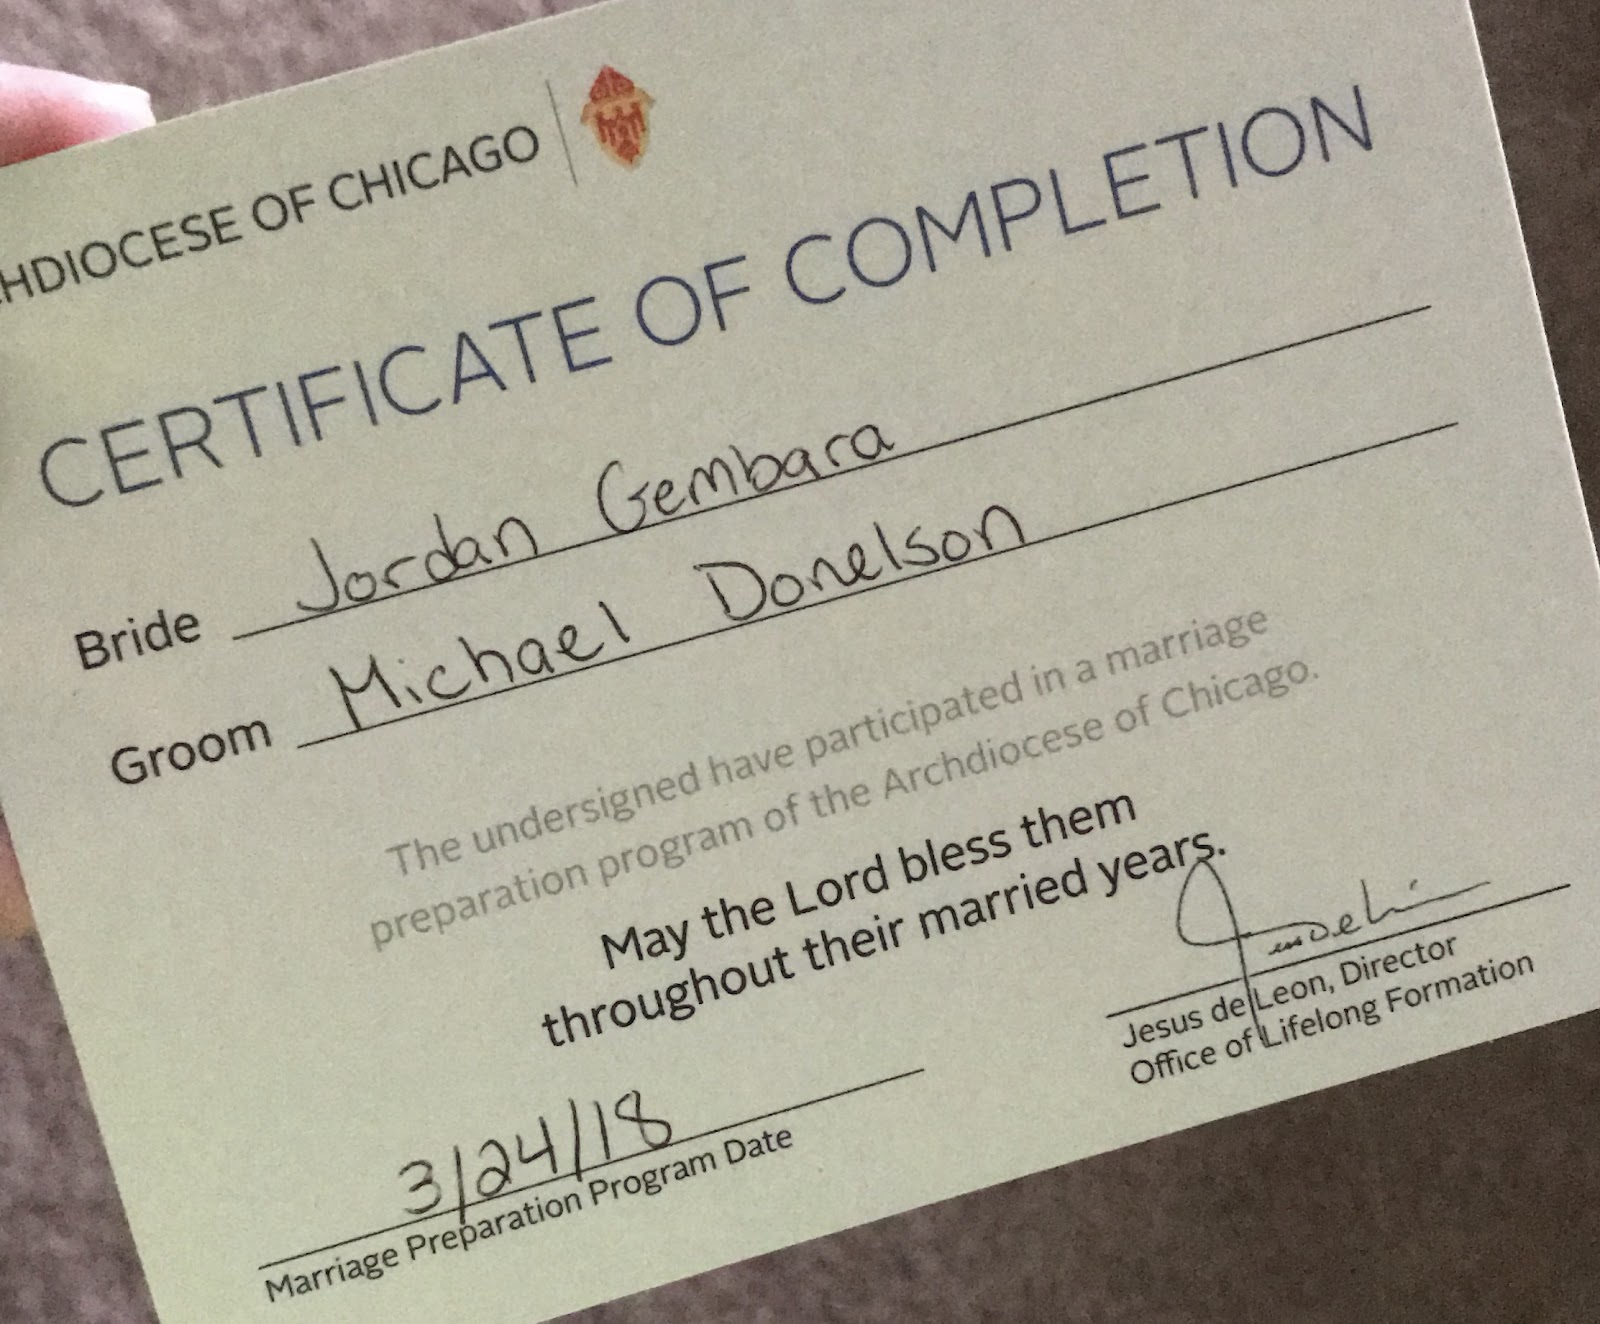 HDIOCESE OF CHICAGO
CERTIFICATE OF COMPLETION
Bride Jordan Gembara
Groom Michael Donelson
The undersigned have participated in a marriage
preparation program of the Archdiocese of Chicago.
May the Lord bless them
throughout their married years.
Jesus de Leon, Director
Office of Lifelong Formation
3/24/18
Marriage Preparation Program Date